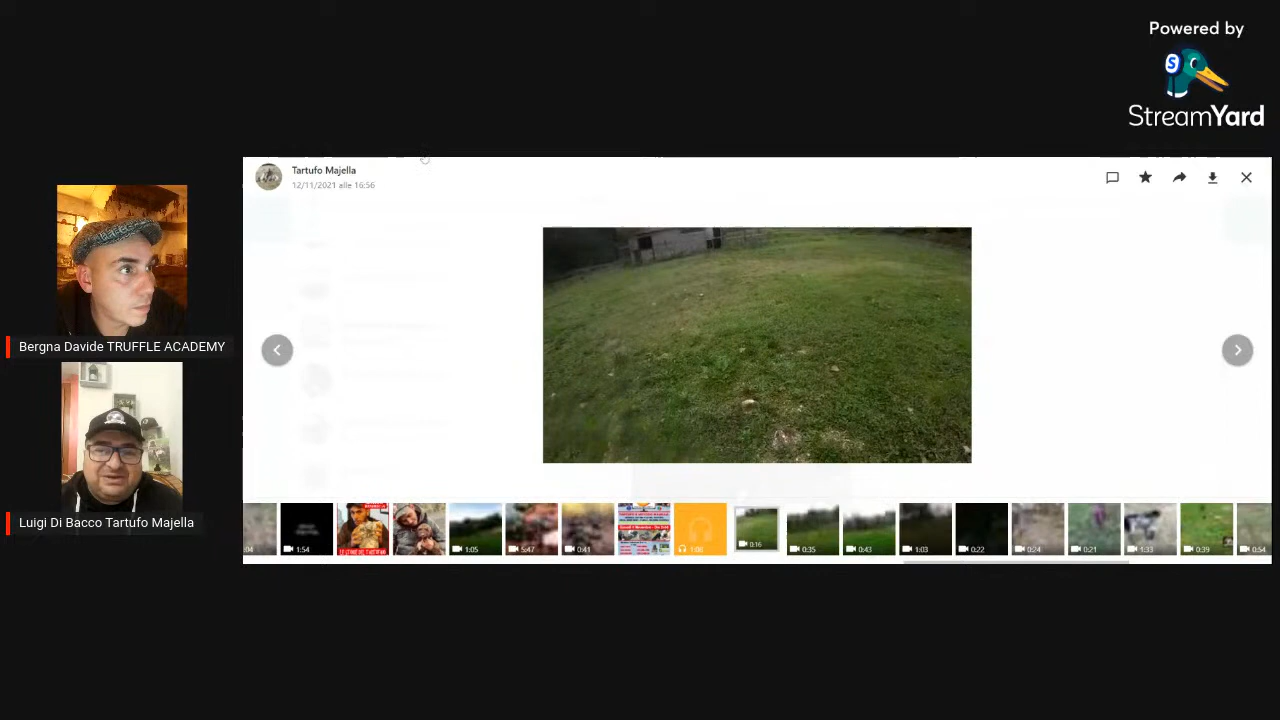 Powered by
StreamYard
Tartufo Majella
12/11/2021 alle 16:56
Bergna Davide TRUFFLE ACADEMY
Luigi Di Bacco Tartufo Majella
:04
1:54
1:05
5:47
0:41
1:06
0:16
0:35
0:43
1:03
0:22
0:24
0:21
1:33
0:39
0:54